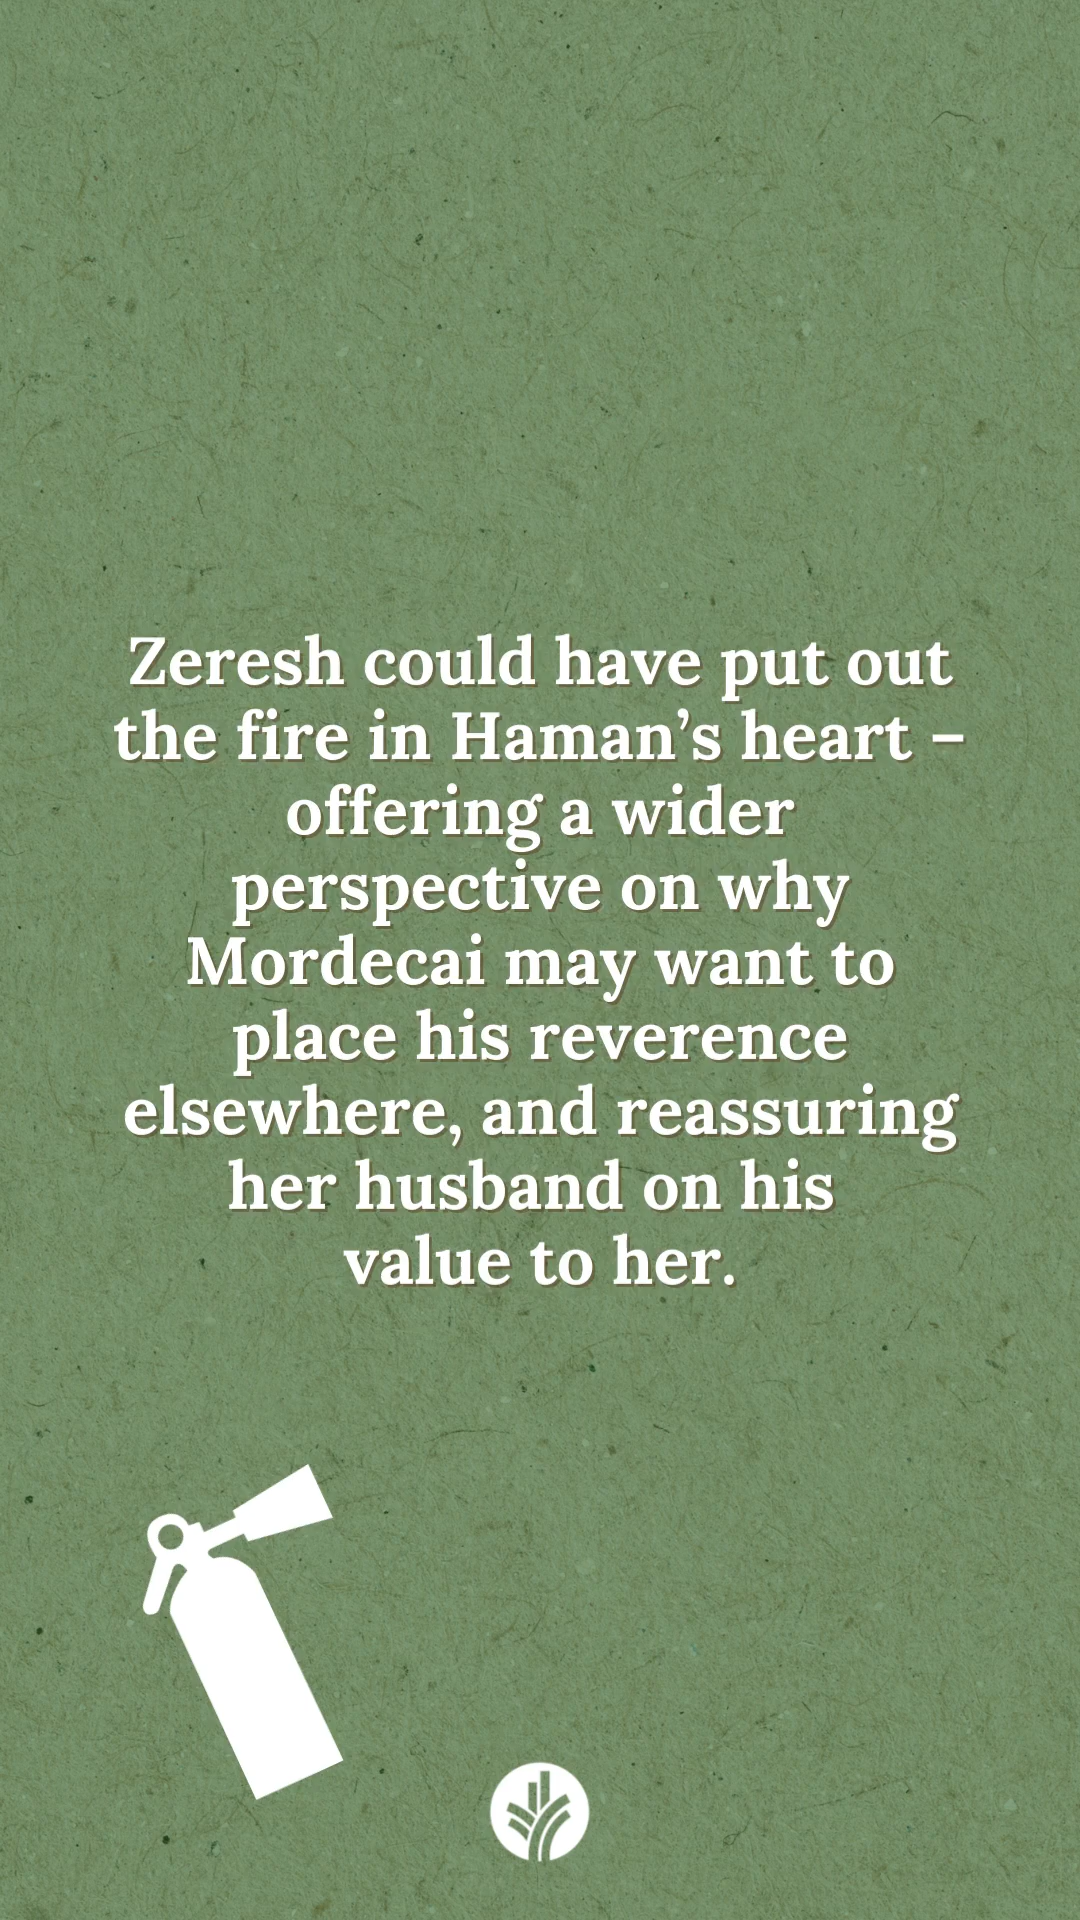 Zeresh could have put out
the fire in Haman’s heart –
offering a wider
perspective on why
Mordecai may want to
place his reverence
elsewhere, and reassuring
her husband on his
value to her.